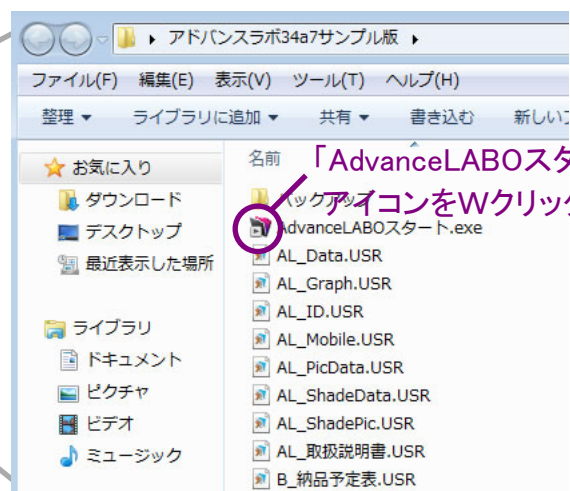 アドバンスラボ34a7サンプル版
ファイル(F) 編集(E) 表示(V) ツール(T) ヘルプ(H)
整理 ライブラリに追加 共有 書き込む 新しい
お気に入り
ダウンロード
デスクトップ
最近表示した場所
ライブラリ
ドキュメント
ピクチャ
ビデオ
ミュージック
名前
「AdvanceLABOスタ
アイコンをWクリック
バックアップ
AdvanceLABOスタート.exe
AL_Data.USR
AL_Graph.USR
AL_ID.USR
AL_Mobile.USR
AL_PicData.USR
AL_ShadeData.USR
AL_ShadePic.USR
AL_取扱説明書.USR
B_納品予定表.USR